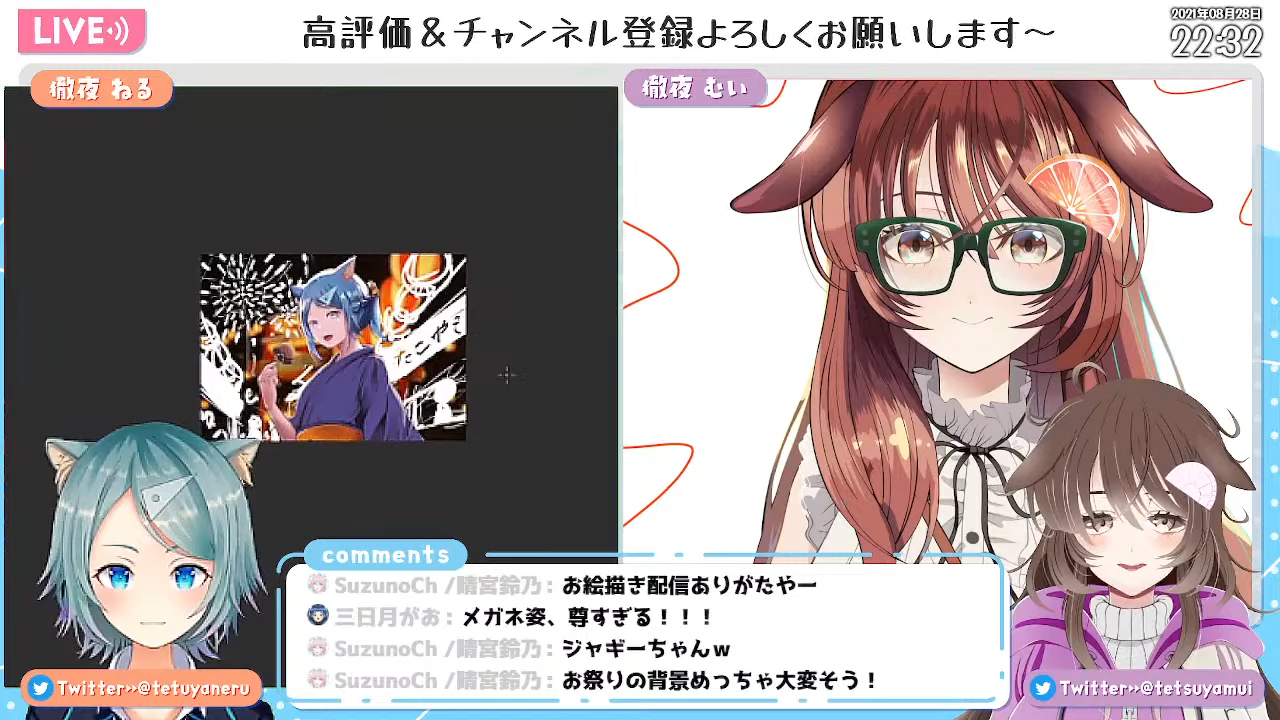 LIVE
高評価＆チャンネル登録よろしくお願いします～
2021年08月28日
22:32
徹夜 ねる
徹夜 むい
たこやき
comments
SuzunoCh /晴宮鈴乃 : お絵描き配信ありがたやー
三日月がお : メガネ姿、尊すぎる！！！
SuzunoCh /晴宮鈴乃 : ジャギーちゃんｗ
SuzunoCh /晴宮鈴乃 : お祭りの背景めっちゃ大変そう！
Twitter>>@tetuyaneru
Twitter>>@tetsuyamui